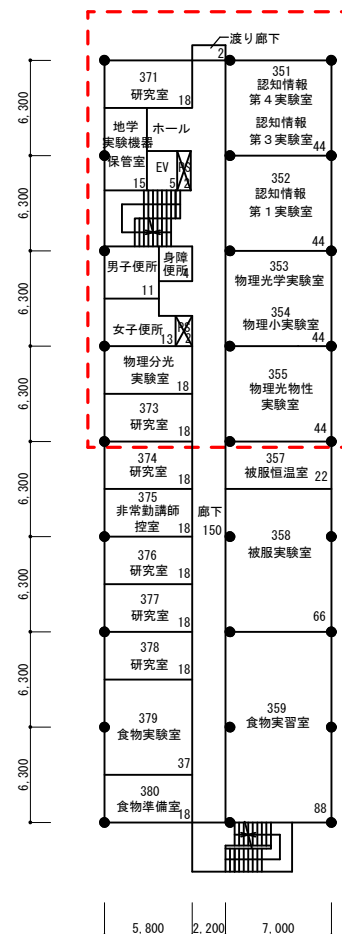 渡り廊下
2
371
研究室
18
地学
実験機器
保管室
15
ホール
EV
5
PS
2
男子便所
11
身障
便所
4
女子便所
13
PS
2
物理分光
実験室
18
373
研究室
18
374
研究室
18
375
非常勤講師
控室
18
376
研究室
18
377
研究室
18
378
研究室
18
379
食物実験室
37
380
食物準備室
18
廊下
150
351
認知情報
第４実験室
認知情報
第３実験室
44
352
認知情報
第１実験室
44
353
物理光学実験室
354
物理小実験室
44
355
物理光物性
実験室
44
357
被服恒温室
22
358
被服実験室
66
359
食物実習室
88
6,300
6,300
6,300
6,300
6,300
6,300
6,300
6,300
5,800
2,200
7,000